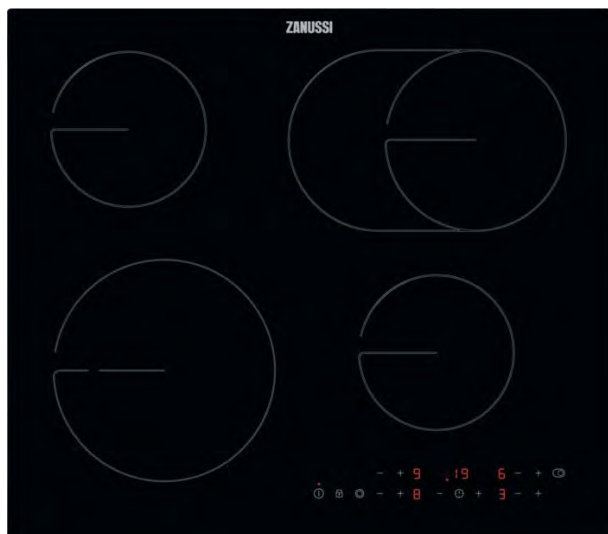 ZANUSSI
- + 9 .19 6 - +
- + 8 - + 3 - +